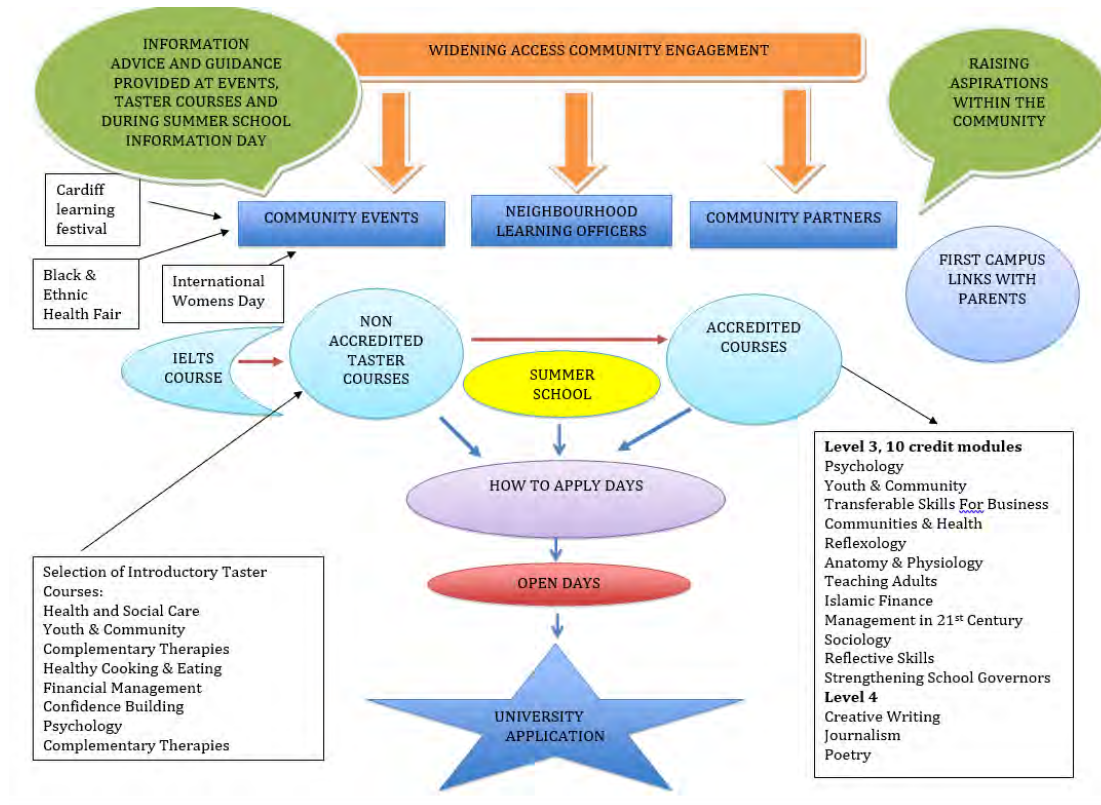 INFORMATION
ADVICE AND GUIDANCE
PROVIDED AT EVENTS,
TASTER COURSES AND
DURING SUMMER SCHOOL
INFORMATION DAY
WIDENING ACCESS COMMUNITY ENGAGEMENT
RAISING
ASPIRATIONS
WITHIN THE
COMMUNITY
Cardiff
learning
festival
COMMUNITY EVENTS
NEIGHBOURHOOD
LEARNING OFFICERS
COMMUNITY PARTNERS
Black &
Ethnic
Health Fair
International
Womens Day
FIRST CAMPUS
LINKS WITH
PARENTS
IELTS
COURSE
NON
ACCREDITED
TASTER
COURSES
SUMMER
SCHOOL
ACCREDITED
COURSES
HOW TO APPLY DAYS
OPEN DAYS
UNIVERSITY
APPLICATION
Selection of Introductory Taster
Courses:
Health and Social Care
Youth & Community
Complementary Therapies
Healthy Cooking & Eating
Financial Management
Confidence Building
Psychology
Complementary Therapies
Level 3, 10 credit modules
Psychology
Youth & Community
Transferable Skills For Business
Communities & Health
Reflexology
Anatomy & Physiology
Teaching Adults
Islamic Finance
Management in 21st Century
Sociology
Reflective Skills
Strengthening School Governors
Level 4
Creative Writing
Journalism
Poetry